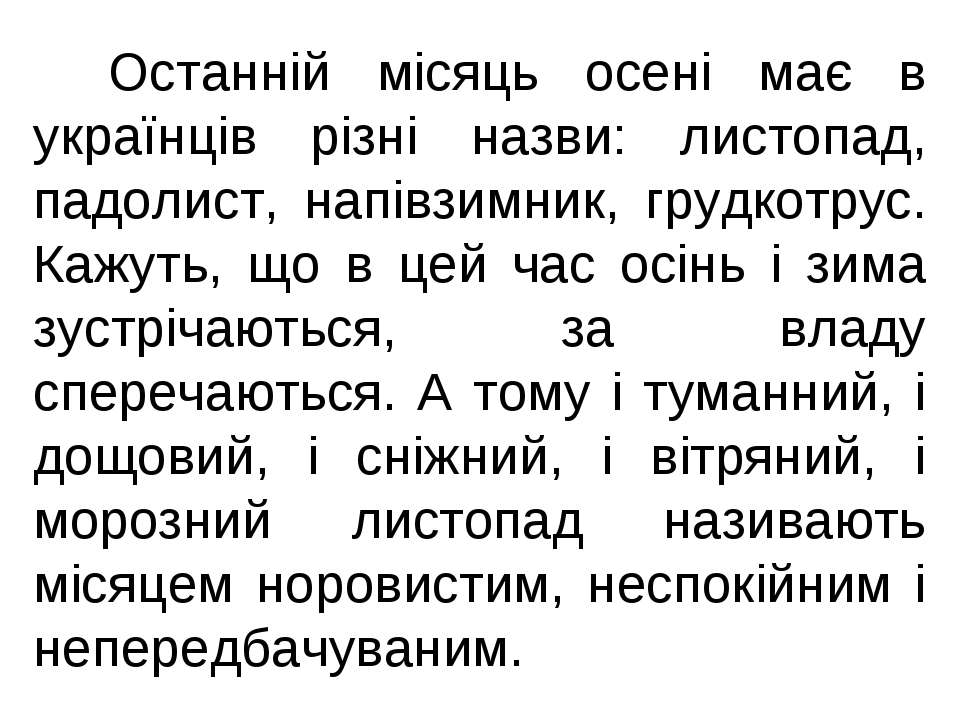 Останній місяць осені має в
українців різні назви: листопад,
падолист, напівзимник, грудкотрус.
Кажуть, що в цей час осінь і зима
зустрічаються, за владу
сперечаються. А тому і туманний, і
дощовий, і сніжний, і вітряний, і
морозний листопад називають
місяцем норовистим, неспокійним і
непередбачуваним.